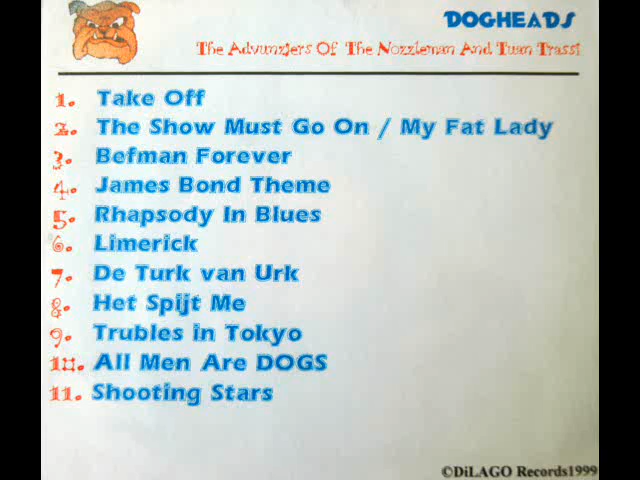 DOGHEADS
The Advunzjers Of The Nozzleman And Tuan Trassi
1. Take Off
2. The Show Must Go On / My Fat Lady
3. Befman Forever
4. James Bond Theme
5. Rhapsody In Blues
6. Limerick
7. De Turk van Urk
8. Het Spijt Me
9. Trubles in Tokyo
10. All Men Are DOGS
11. Shooting Stars
©DiLAGO Records1999